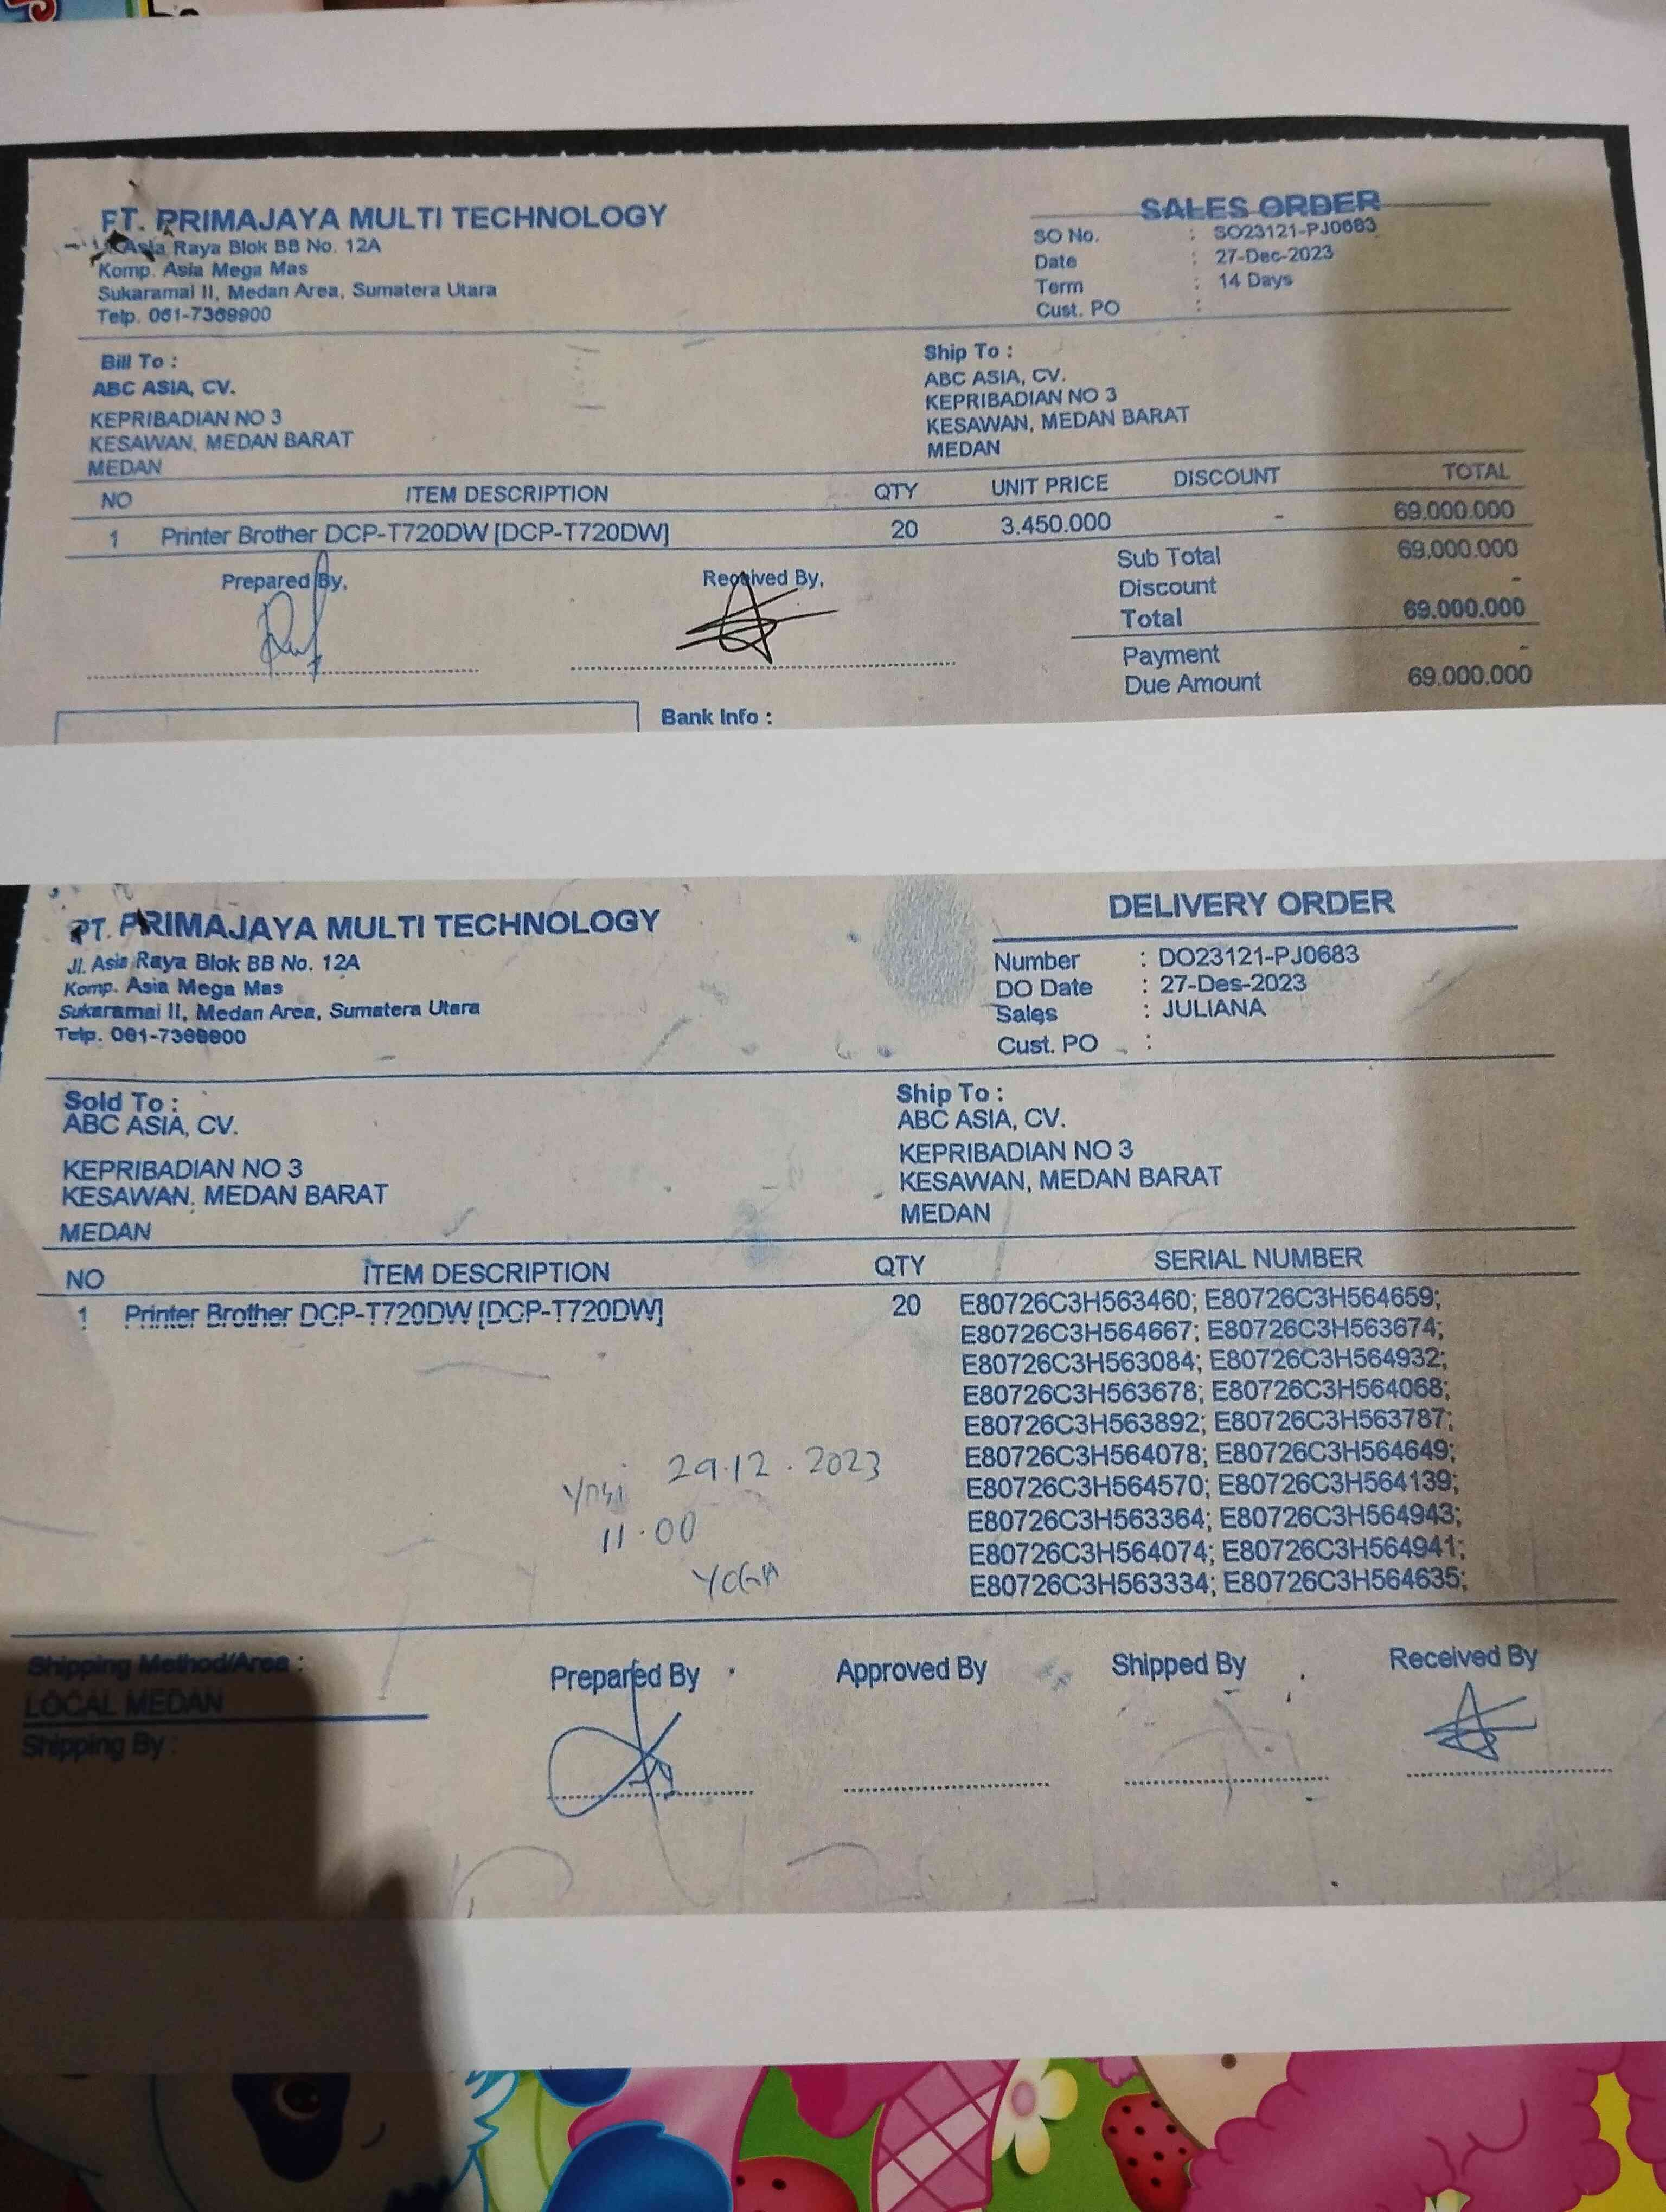 PT. PRIMAJAYA MULTI TECHNOLOGY
Asia Raya Blok BB No. 12A
Komp. Asia Mega Mas
Sukaramai II, Medan Area, Sumatera Utara
Telp. 061-7369900
SALES ORDER
SO No. : SO23121-PJ0683
Date : 27-Dec-2023
Term : 14 Days
Cust. PO :
Bill To :
ABC ASIA, CV.
KEPRIBADIAN NO 3
KESAWAN, MEDAN BARAT
MEDAN
Ship To :
ABC ASIA, CV.
KEPRIBADIAN NO 3
KESAWAN, MEDAN BARAT
MEDAN
NO ITEM DESCRIPTION QTY UNIT PRICE DISCOUNT TOTAL
1 Printer Brother DCP-T720DW [DCP-T720DW] 20 3.450.000 - 69.000.000
Prepared By,
Received By,
Sub Total 69.000.000
Discount -
Total 69.000.000
Payment -
Due Amount 69.000.000
Bank Info :
PT. PRIMAJAYA MULTI TECHNOLOGY
Jl. Asia Raya Blok BB No. 12A
Komp. Asia Mega Mas
Sukaramai II, Medan Area, Sumatera Utara
Telp. 061-7369900
DELIVERY ORDER
Number : DO23121-PJ0683
DO Date : 27-Des-2023
Sales : JULIANA
Cust. PO :
Sold To :
ABC ASIA, CV.
KEPRIBADIAN NO 3
KESAWAN, MEDAN BARAT
MEDAN
Ship To :
ABC ASIA, CV.
KEPRIBADIAN NO 3
KESAWAN, MEDAN BARAT
MEDAN
NO ITEM DESCRIPTION QTY SERIAL NUMBER
1 Printer Brother DCP-T720DW [DCP-T720DW] 20 E80726C3H563460; E80726C3H564659;
E80726C3H564667; E80726C3H563674;
E80726C3H563084; E80726C3H564932;
E80726C3H563678; E80726C3H564068;
E80726C3H563892; E80726C3H563787;
E80726C3H564078; E80726C3H564649;
E80726C3H564570; E80726C3H564139;
E80726C3H563364; E80726C3H564943;
E80726C3H564074; E80726C3H564941;
E80726C3H563334; E80726C3H564635;
29.12.2023
11.00
YOGA
Shipping Method/Area :
LOCAL MEDAN
Shipping By :
Prepared By
Approved By
Shipped By
Received By